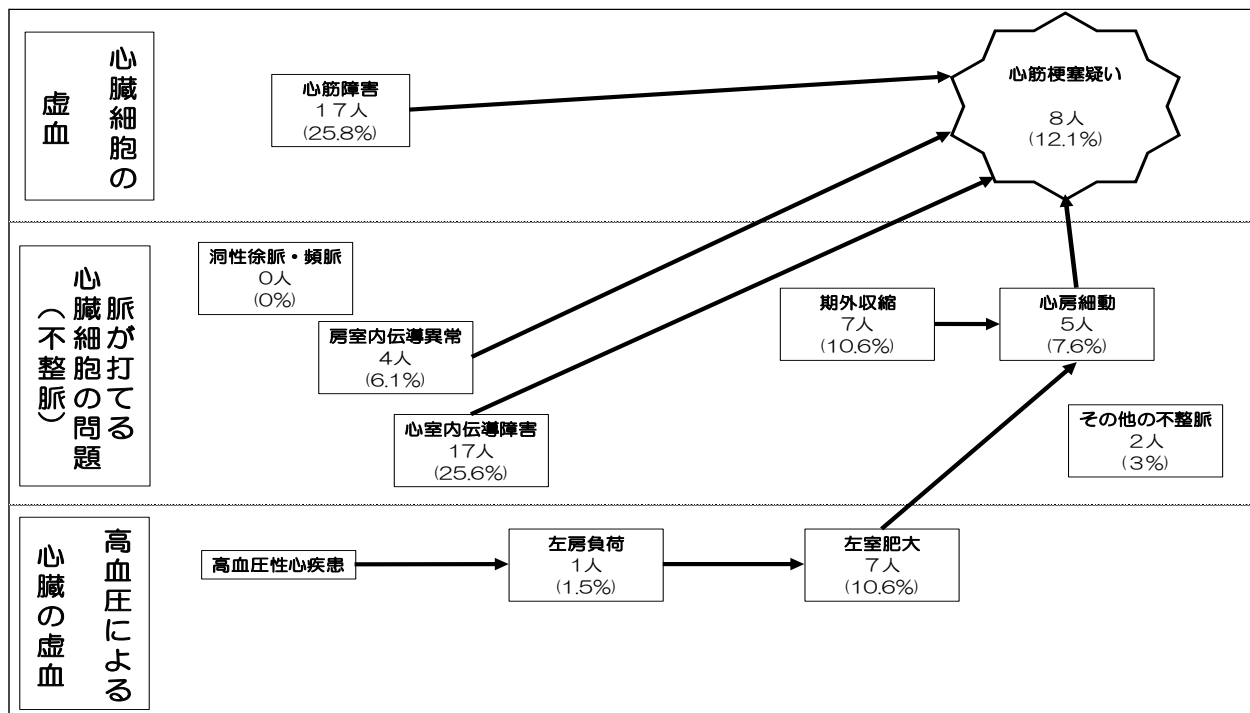 心臓細胞の
虚血
心筋障害
１７人
(25.8%)
心筋梗塞疑い
8人
(12.1%)
脈が打てる
心臓細胞の問題
（不整脈）
洞性徐脈・頻脈
０人
(0%)
房室内伝導異常
4人
(6.1%)
心室内伝導障害
17人
(25.6%)
期外収縮
7人
(10.6%)
心房細動
5人
(7.6%)
その他の不整脈
2人
(３%)
高血圧による
心臓の虚血
高血圧性心疾患
左房負荷
1人
(1.5%)
左室肥大
7人
(10.6%)